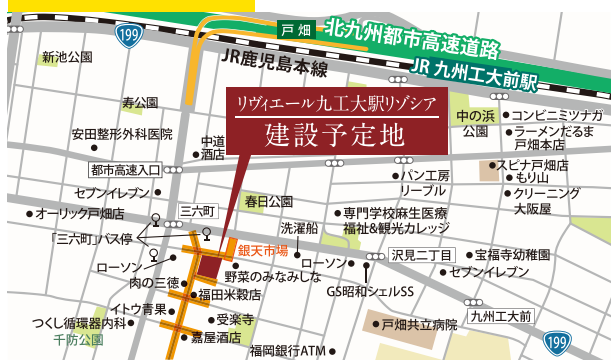 戸畑
北九州都市高速道路
199
新池公園
JR鹿児島本線
JR 九州工大前駅
寿公園
リヴィエール九工大駅リゾシア
建設予定地
中の浜
公園
コンビニミツナガ
ラーメンだるま
戸畑本店
安田整形外科医院
中道
酒店
都市高速入口
スピナ戸畑店
もり山
パン工房
リーブル
クリーニング
大阪屋
セブンイレブン
春日公園
オーリック戸畑店
三六町
専門学校麻生医療
福祉&観光カレッジ
洗濯船
「三六町」バス停
銀天市場
沢見二丁目
宝福寺幼稚園
ローソン
ローソン
セブンイレブン
野菜のみなみしな
肉の三徳
福田米穀店
GS昭和シェルSS
イトウ青果
九州工大前
つくし循環器内科
受楽寺
戸畑共立病院
千防公園
嘉屋酒店
福岡銀行ATM
199